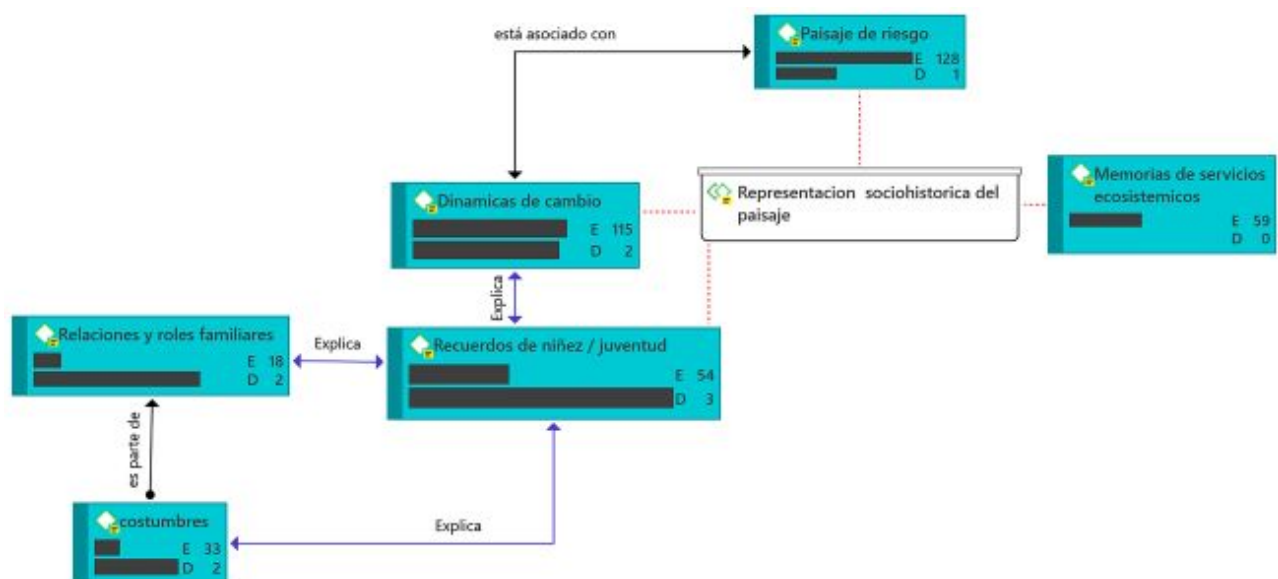 está asociado con
Paisaje de riesgo
E 128
D 1
Memorias de servicios
ecosistemicos
E 59
D 0
Representacion sociohistorica del
paisaje
Dinamicas de cambio
E 115
D 2
Explica
Relaciones y roles familiares
E 18
D 2
Explica
Recuerdos de niñez / juventud
E 54
D 3
es parte de
costumbres
E 33
D 2
Explica